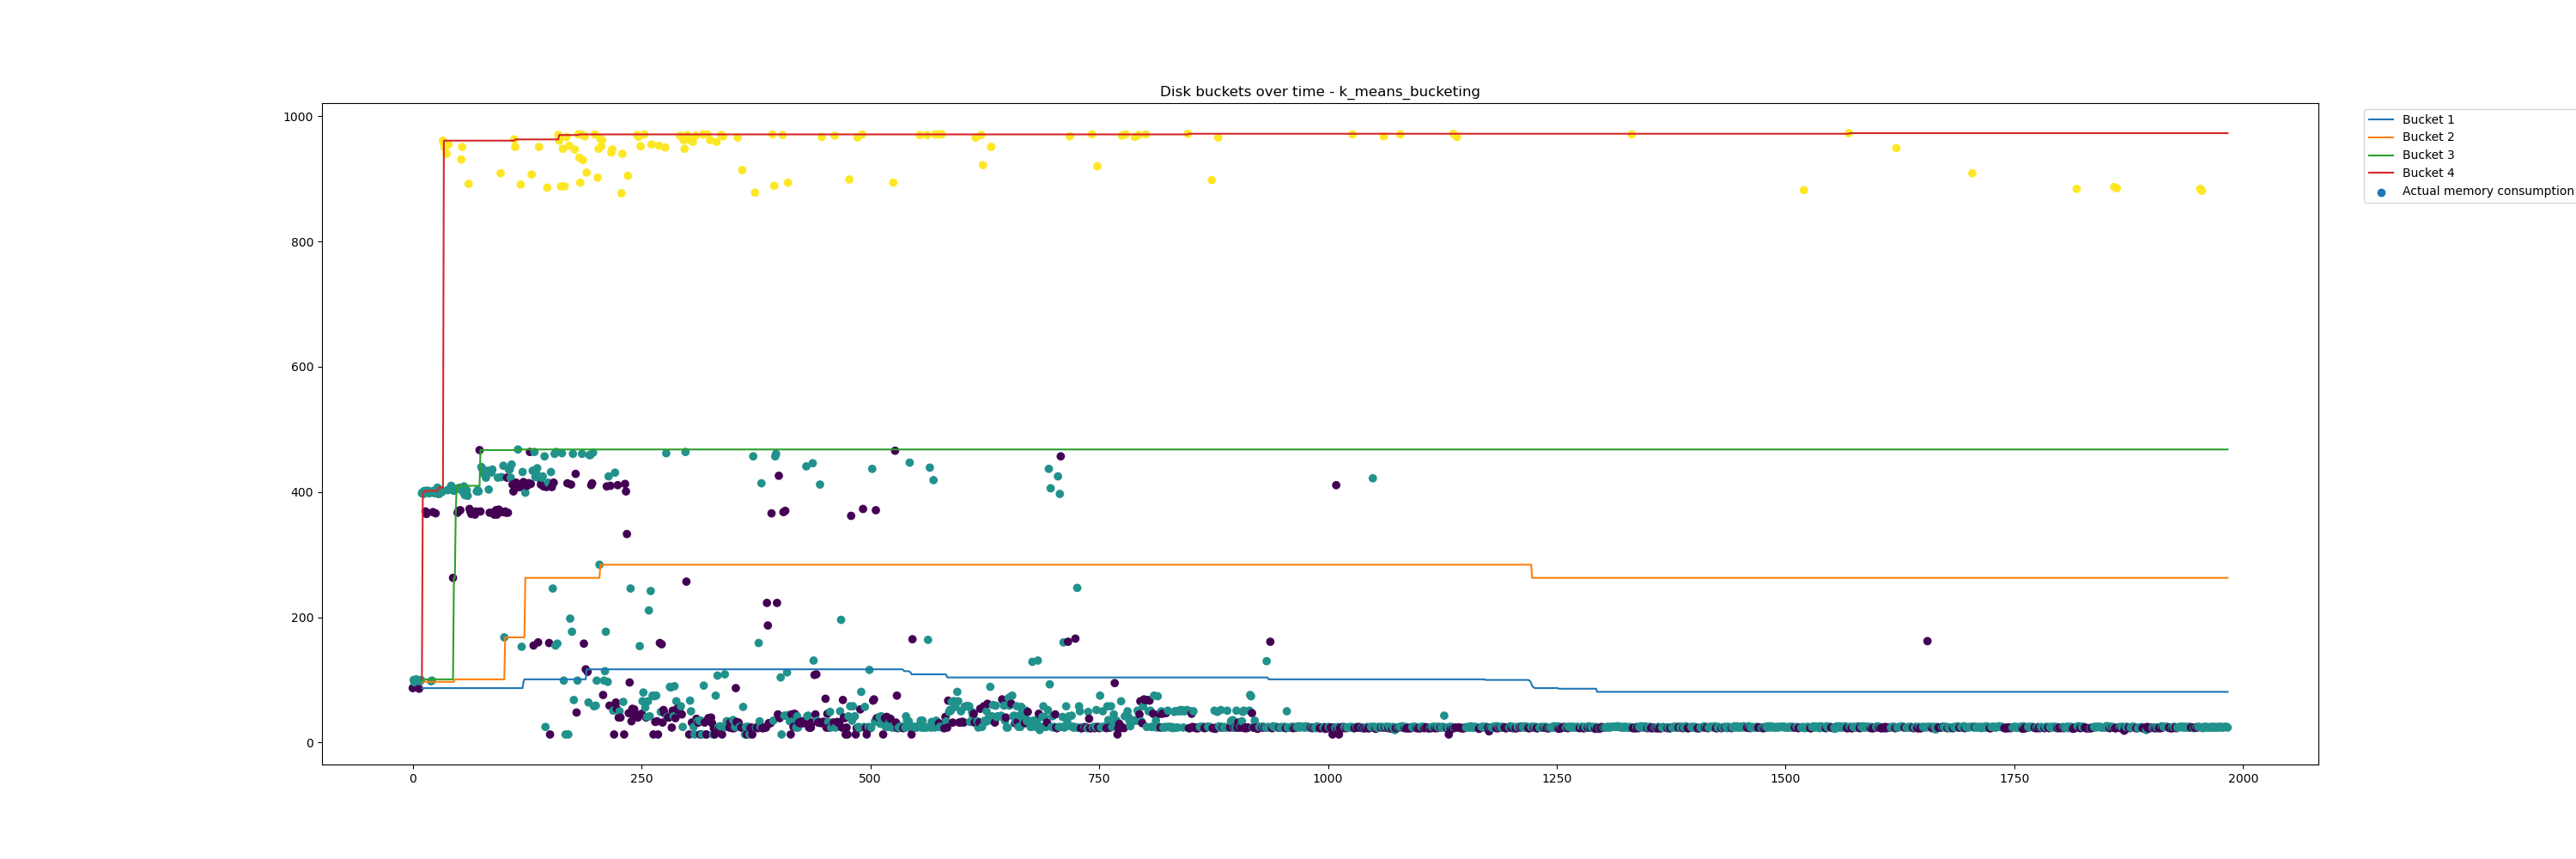 Disk buckets over time - k_means_bucketing
1000
800
600
400
200
0
0 250 500 750 1000 1250 1500 1750 2000
Bucket 1
Bucket 2
Bucket 3
Bucket 4
Actual memory consumption